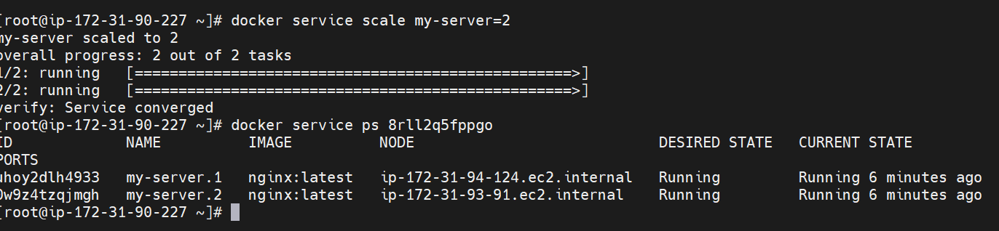 [root@ip-172-31-90-227 ~]# docker service scale my-server=2
my-server scaled to 2
overall progress: 2 out of 2 tasks
1/2: running   [==================================================>]
2/2: running   [==================================================>]
verify: Service converged
[root@ip-172-31-90-227 ~]# docker service ps 8rll2q5fppgo
ID             NAME          IMAGE          NODE                            DESIRED STATE   CURRENT STATE
PORTS
uhoy2dlh4933   my-server.1   nginx:latest   ip-172-31-94-124.ec2.internal   Running         Running 6 minutes ago
0w9z4tzqjmgh   my-server.2   nginx:latest   ip-172-31-93-91.ec2.internal    Running         Running 6 minutes ago
[root@ip-172-31-90-227 ~]#